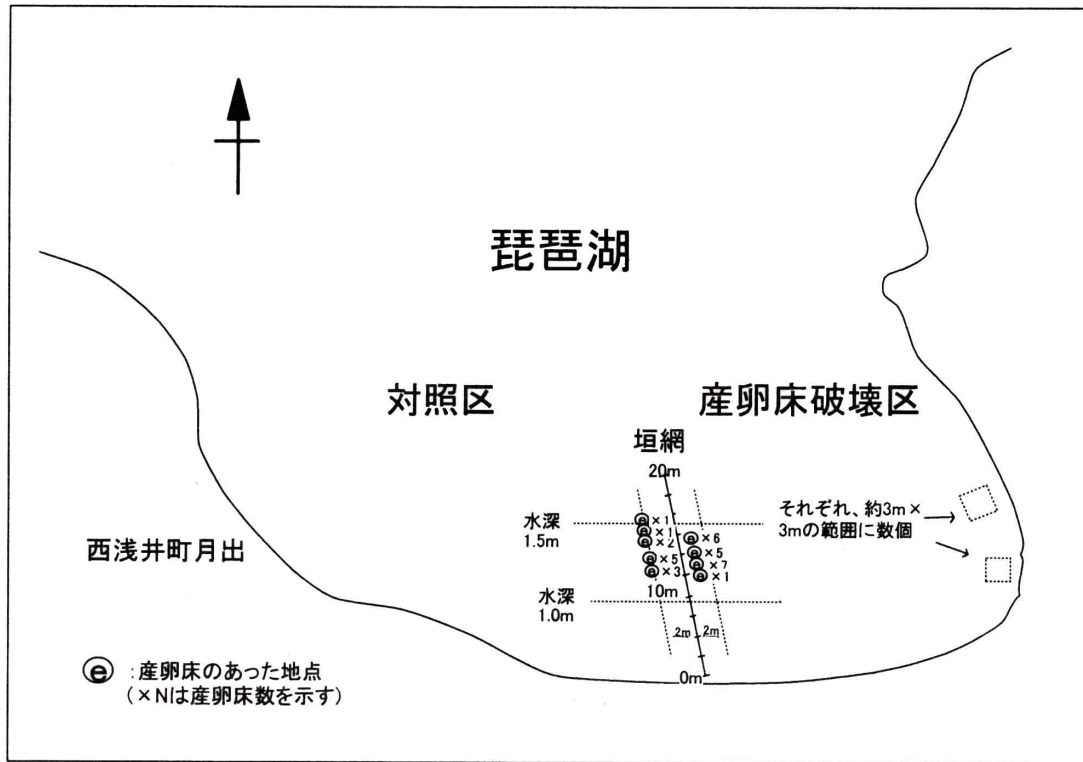 琵琶湖
対照区
産卵床破壊区
垣網
20m
水深
1.5m
ⓔ×1
ⓔ×1
ⓔ×2
ⓔ×5
ⓔ×3
ⓔ×6
ⓔ×5
ⓔ×7
ⓔ×1
それぞれ、約3m×
3mの範囲に数個
西浅井町月出
10m
水深
1.0m
2m 2m
0m
ⓔ:産卵床のあった地点
(×Nは産卵床数を示す)